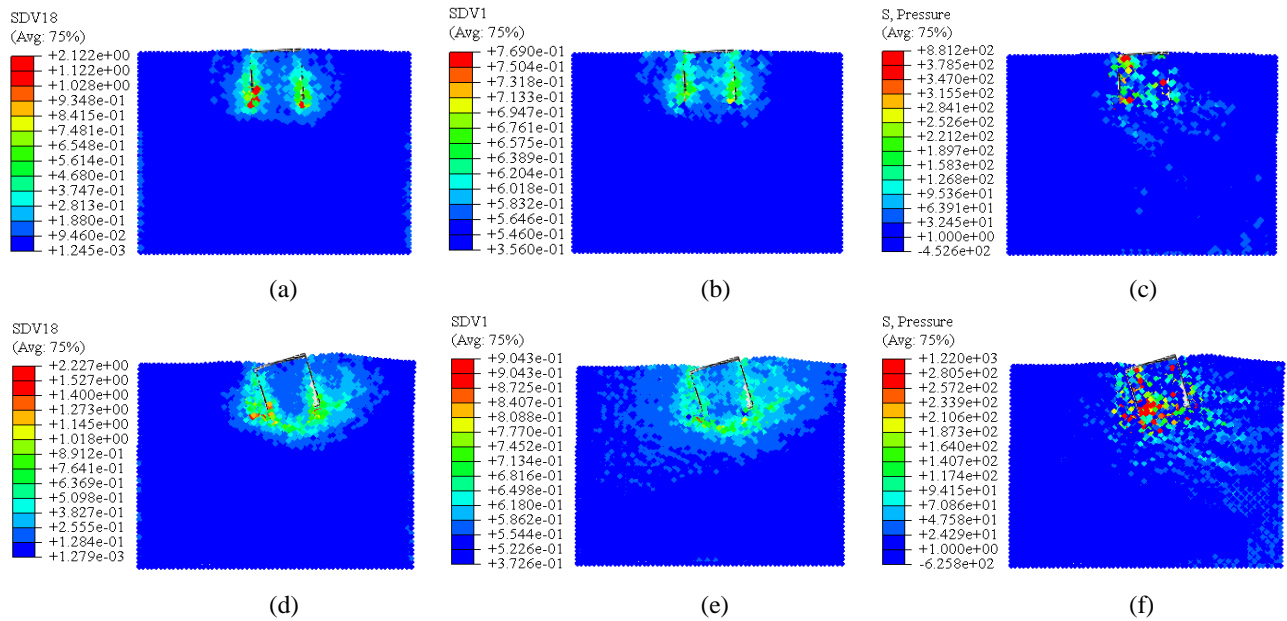 SDV18
(Avg: 75%)
+2.122e+00
+1.122e+00
+1.028e+00
+9.348e-01
+8.415e-01
+7.481e-01
+6.548e-01
+5.614e-01
+4.681e-01
+3.747e-01
+2.813e-01
+1.880e-01
+9.460e-02
+1.245e-03
(a)
SDV1
(Avg: 75%)
+7.690e-01
+7.504e-01
+7.318e-01
+7.133e-01
+6.947e-01
+6.761e-01
+6.575e-01
+6.389e-01
+6.204e-01
+6.018e-01
+5.832e-01
+5.646e-01
+5.460e-01
+3.560e-01
(b)
S, Pressure
(Avg: 75%)
+8.812e+02
+3.785e+02
+3.470e+02
+3.155e+02
+2.841e+02
+2.526e+02
+2.212e+02
+1.897e+02
+1.583e+02
+1.268e+02
+9.536e+01
+6.391e+01
+3.245e+01
+1.000e+00
-4.526e+02
(c)
SDV18
(Avg: 75%)
+2.227e+00
+1.527e+00
+1.400e+00
+1.273e+00
+1.145e+00
+1.018e+00
+8.912e-01
+7.641e-01
+6.369e-01
+5.098e-01
+3.827e-01
+2.555e-01
+1.284e-01
+1.279e-03
(d)
SDV1
(Avg: 75%)
+9.043e-01
+9.043e-01
+8.725e-01
+8.407e-01
+8.088e-01
+7.770e-01
+7.452e-01
+7.134e-01
+6.816e-01
+6.498e-01
+6.180e-01
+5.862e-01
+5.544e-01
+5.226e-01
+3.726e-01
(e)
S, Pressure
(Avg: 75%)
+1.220e+03
+2.805e+02
+2.572e+02
+2.339e+02
+2.106e+02
+1.873e+02
+1.640e+02
+1.407e+02
+1.174e+02
+9.415e+01
+7.086e+01
+4.758e+01
+2.429e+01
+1.000e+00
-6.258e+02
(f)